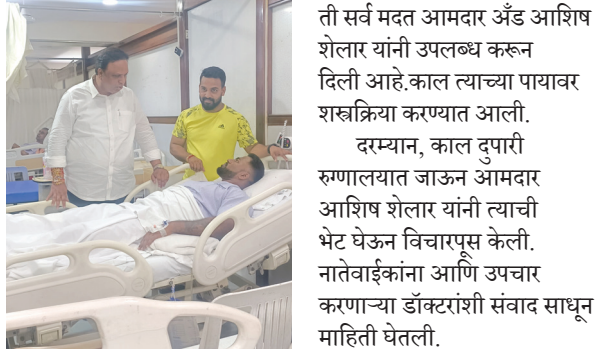 ती सर्व मदत आमदार अँड आशिष
शेलार यांनी उपलब्ध करून
दिली आहे.काल त्याच्या पायावर
शस्त्रक्रिया करण्यात आली.
दरम्यान, काल दुपारी
रुग्णालयात जाऊन आमदार
आशिष शेलार यांनी त्याची
भेट घेऊन विचारपूस केली.
नातेवाईकांना आणि उपचार
करणाऱ्या डॉक्टरांशी संवाद साधून
माहिती घेतली.